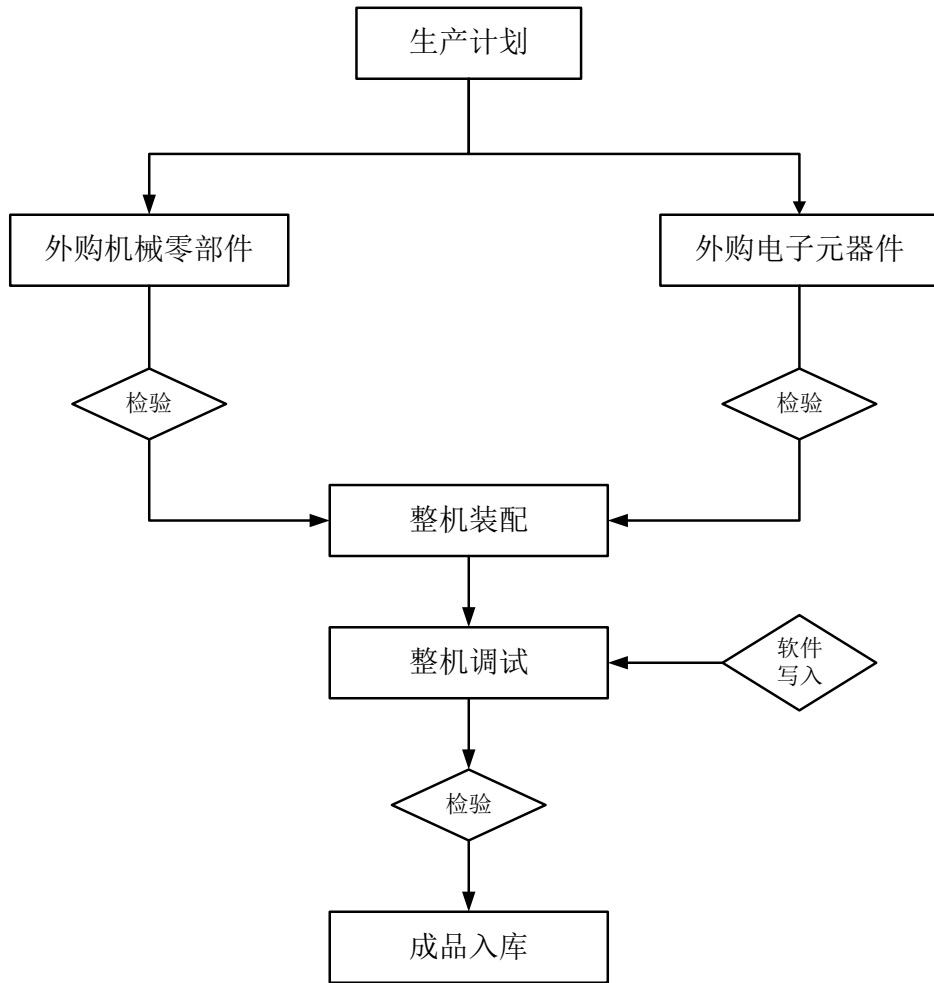 生产计划
外购机械零部件
外购电子元器件
检验
检验
整机装配
整机调试
软件
写入
检验
成品入库